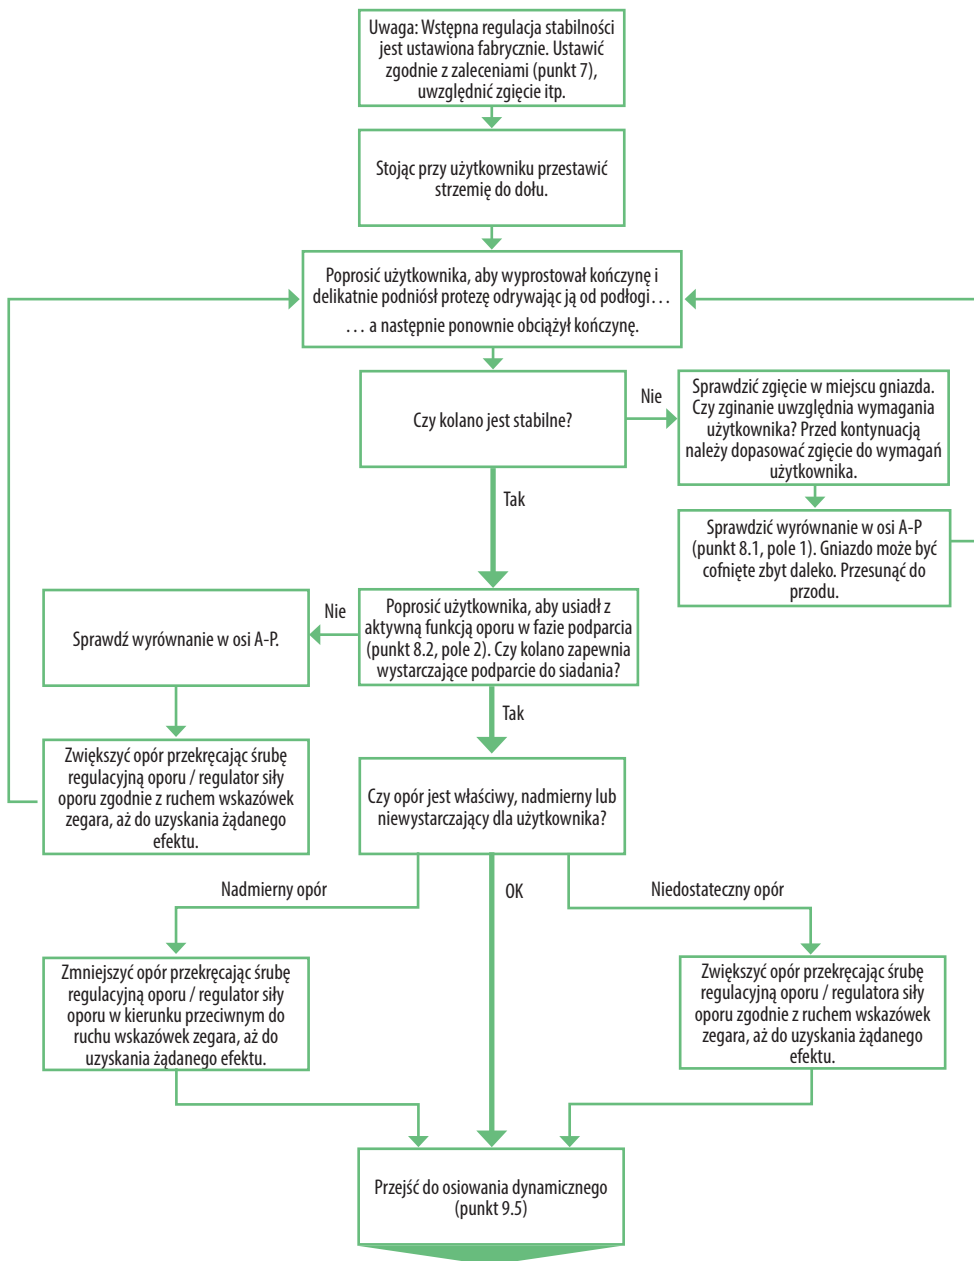 Uwaga: Wstępna regulacja stabilności
jest ustawiona fabrycznie. Ustawić
zgodnie z zaleceniami (punkt 7),
uwzględnić zgięcie itp.
Stojąc przy użytkowniku przestawić
strzemię do dołu.
Poprosić użytkownika, aby wyprostował kończynę i
delikatnie podniósł protezę odrywając ją od podłogi…
… a następnie ponownie obciążył kończynę.
Czy kolano jest stabilne?
Nie
Sprawdzić zgięcie w miejscu gniazda.
Czy zginanie uwzględnia wymagania
użytkownika? Przed kontynuacją
należy dopasować zgięcie do wymagań
użytkownika.
Tak
Sprawdzić wyrównanie w osi A-P
(punkt 8.1, pole 1). Gniazdo może być
cofnięte zbyt daleko. Przesunąć do
przodu.
Poprosić użytkownika, aby usiadł z
aktywną funkcją oporu w fazie podparcia
(punkt 8.2, pole 2). Czy kolano zapewnia
wystarczające podparcie do siadania?
Nie
Sprawdź wyrównanie w osi A-P.
Tak
Zwiększyć opór przekręcając śrubę
regulacyjną oporu / regulator siły
oporu zgodnie z ruchem wskazówek
zegara, aż do uzyskania żądanego
efektu.
Czy opór jest właściwy, nadmierny lub
niewystarczający dla użytkownika?
Nadmierny opór
OK
Niedostateczny opór
Zmniejszyć opór przekręcając śrubę
regulacyjną oporu / regulator siły
oporu w kierunku przeciwnym do
ruchu wskazówek zegara, aż do
uzyskania żądanego efektu.
Zwiększyć opór przekręcając śrubę
regulacyjną oporu / regulatora siły
oporu zgodnie z ruchem wskazówek
zegara, aż do uzyskania żądanego
efektu.
Przejść do osiowania dynamicznego
(punkt 9.5)